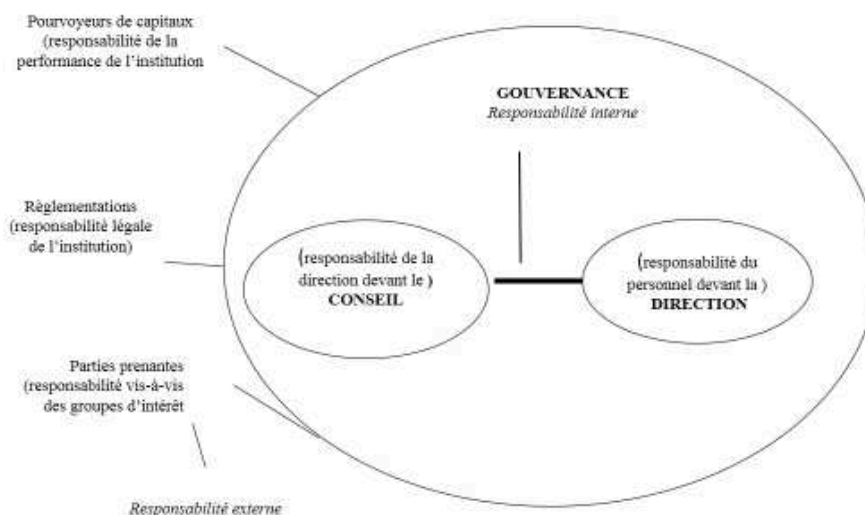 Pourvoyeurs de capitaux
(responsabilité de la
performance de l'institution
GOUVERNANCE
Responsabilité interne
Règlementations
(responsabilité légale
de l'institution)
(responsabilité de la
direction devant le )
CONSEIL
(responsabilité du
personnel devant la )
DIRECTION
Parties prenantes
(responsabilité vis-à-vis
des groupes d'intérêt
Responsabilité externe